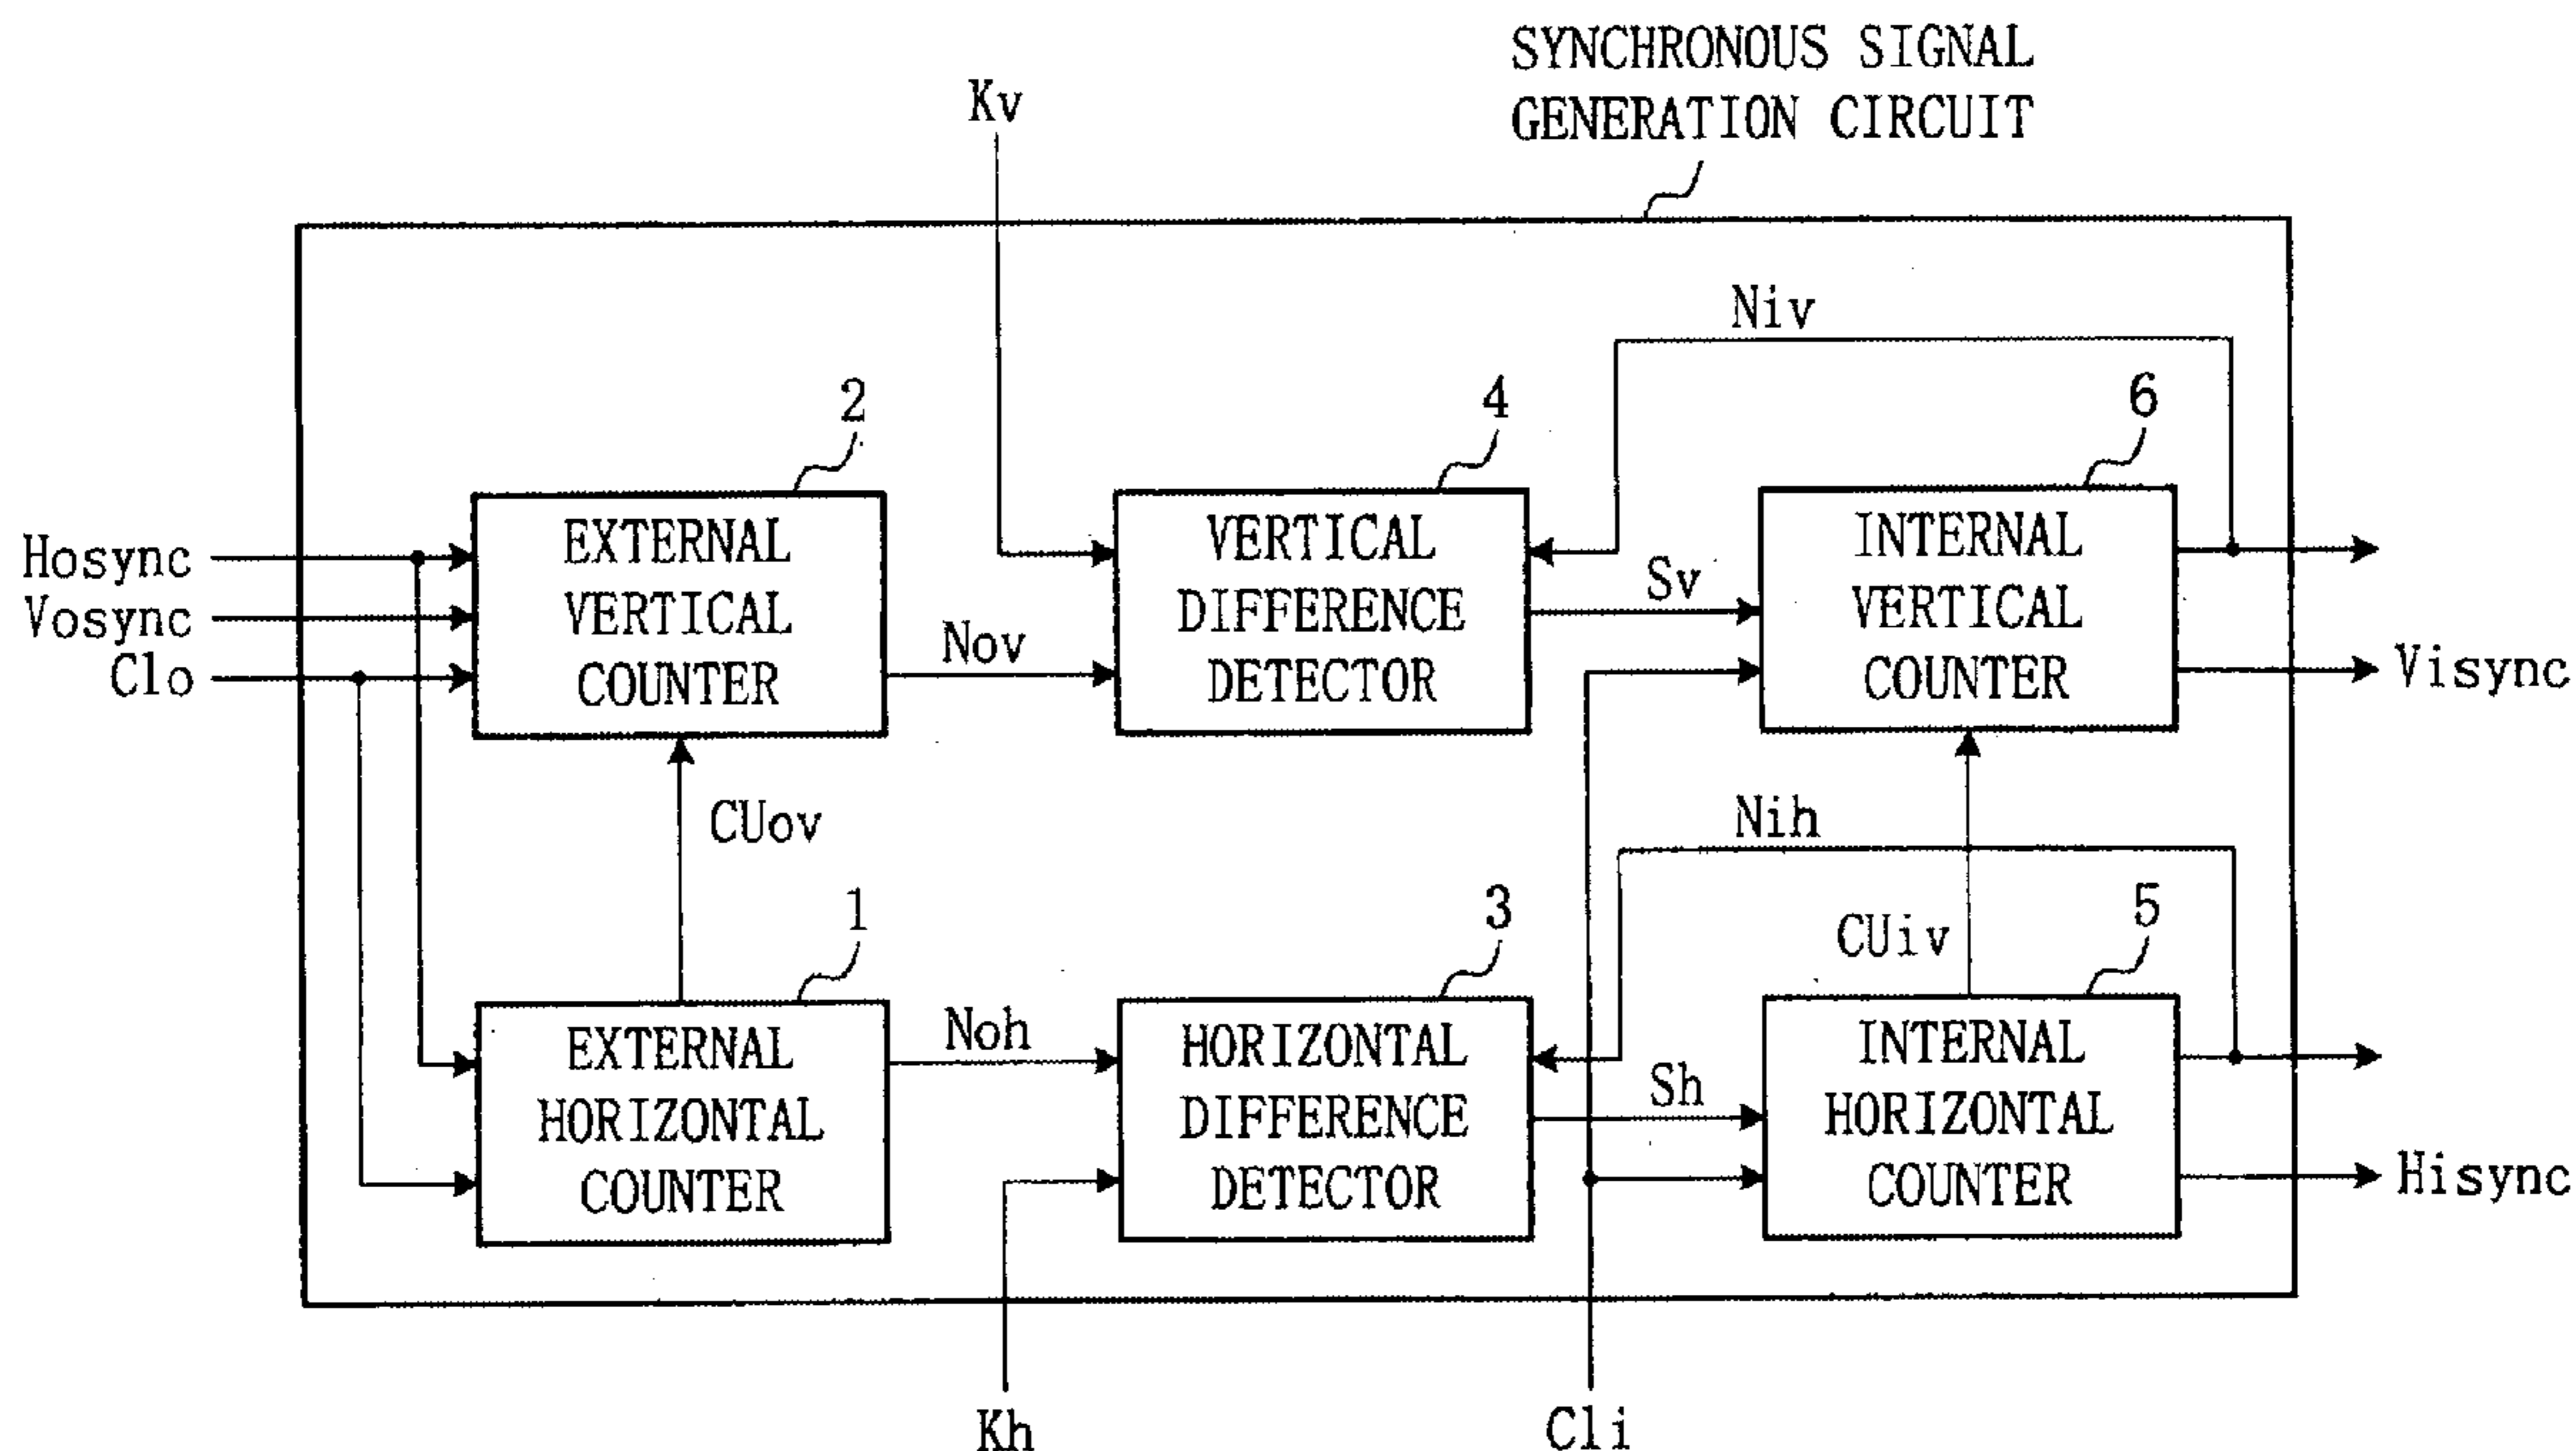 SYNCHRONOUS SIGNAL
GENERATION CIRCUIT
Kv
Niv
2
4
6
Hosync
Vosync
Clo
EXTERNAL
VERTICAL
COUNTER
Nov
VERTICAL
DIFFERENCE
DETECTOR
Sv
INTERNAL
VERTICAL
COUNTER
Visync
CUov
Nih
CUiv
1
3
5
EXTERNAL
HORIZONTAL
COUNTER
Noh
HORIZONTAL
DIFFERENCE
DETECTOR
Sh
INTERNAL
HORIZONTAL
COUNTER
Hisync
Kh
Cli